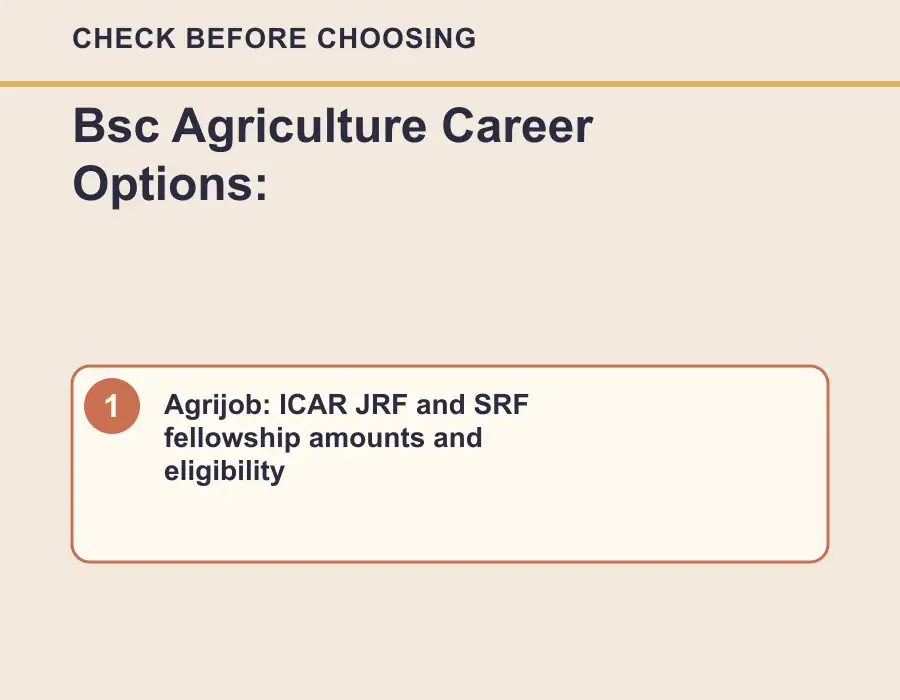 CHECK BEFORE CHOOSING
Bsc Agriculture Career
Options:
1
Agrijob: ICAR JRF and SRF
fellowship amounts and
eligibility